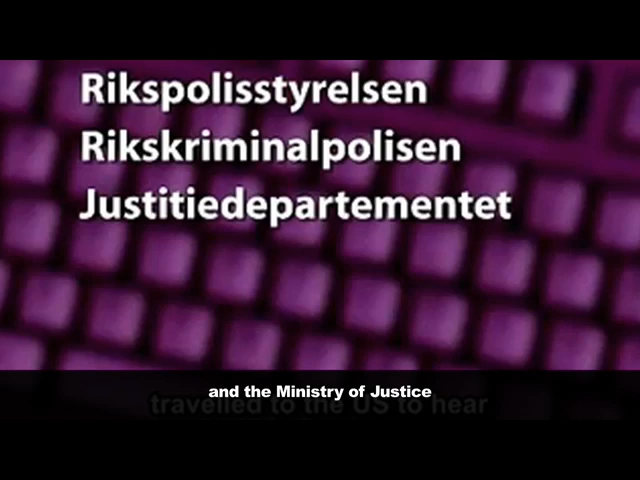 Rikspolisstyrelsen
Rikskriminalpolisen
Justitiedepartementet
and the Ministry of Justice
travelled to the US to hear